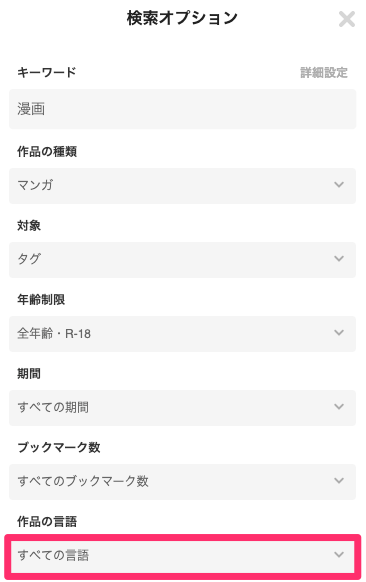 検索オプション
キーワード 詳細設定
漫画
作品の種類
マンガ
対象
タグ
年齢制限
全年齢・R-18
期間
すべての期間
ブックマーク数
すべてのブックマーク数
作品の言語
すべての言語